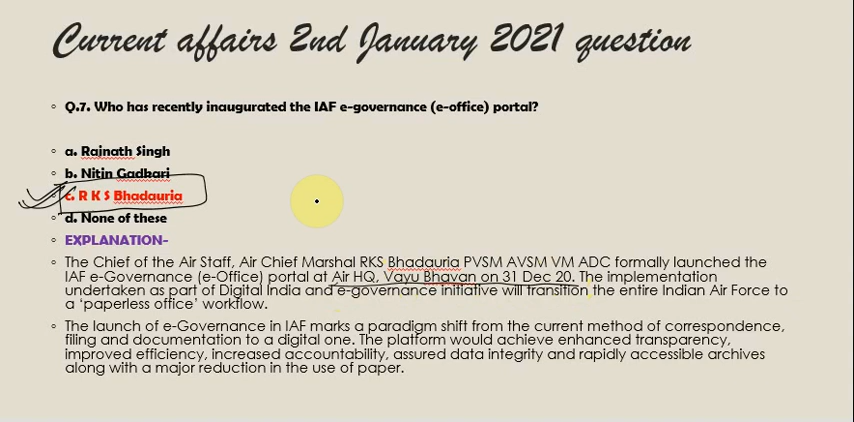 Current affairs 2nd January 2021 question
Q.7. Who has recently inaugurated the IAF e-governance (e-office) portal?
a. Rajnath Singh
b. Nitin Gadkari
c. R K S Bhadauria
d. None of these
EXPLANATION-
The Chief of the Air Staff, Air Chief Marshal RKS Bhadauria PVSM AVSM VM ADC formally launched the
IAF e-Governance (e-Office) portal at Air HQ, Vayu Bhavan on 31 Dec 20. The implementation
undertaken as part of Digital India and e-governance initiative will transition the entire Indian Air Force to
a ‘paperless office’ workflow.
The launch of e-Governance in IAF marks a paradigm shift from the current method of correspondence,
filing and documentation to a digital one. The platform would achieve enhanced transparency,
improved efficiency, increased accountability, assured data integrity and rapidly accessible archives
along with a major reduction in the use of paper.